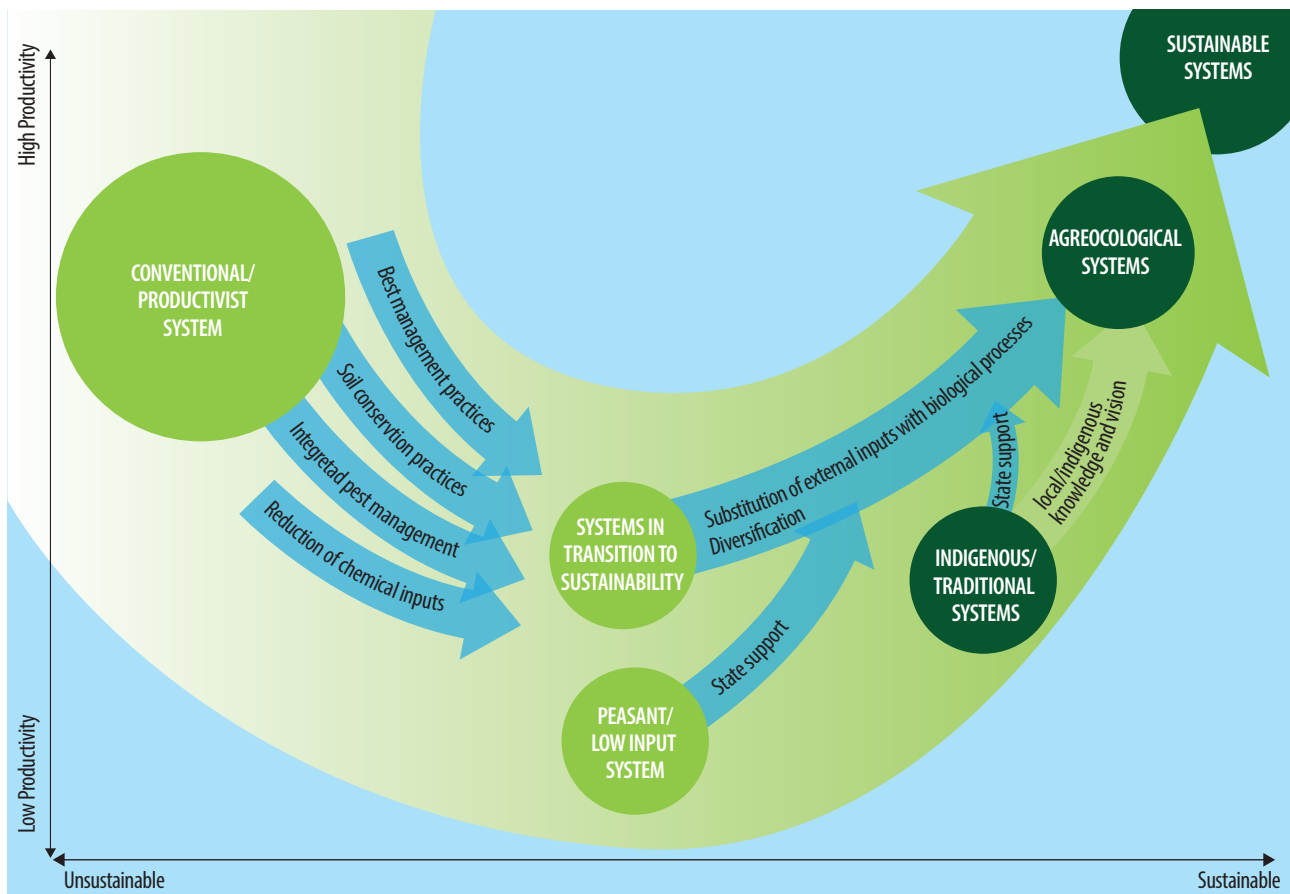 High Productivity
Low Productivity
Unsustainable
Sustainable
CONVENTIONAL/
PRODUCTIVIST
SYSTEM
Best management practices
Soil conservtion practices
Integretad pest management
Reduction of chemical inputs
SYSTEMS IN
TRANSITION TO
SUSTAINABILITY
PEASANT/
LOW INPUT
SYSTEM
Substitution of external inputs with biological processes
Diversification
State support
INDIGENOUS/
TRADITIONAL
SYSTEMS
State support
local/indigenous
knowledge and vision
AGREOCOLOGICAL
SYSTEMS
SUSTAINABLE
SYSTEMS